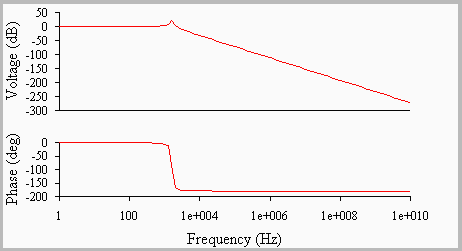 50
0
-50
-100
-150
-200
-250
-300
Voltage (dB)
0
-50
-100
-150
-200
Phase (deg)
1
100
1e+004
1e+006
1e+008
1e+010
Frequency (Hz)